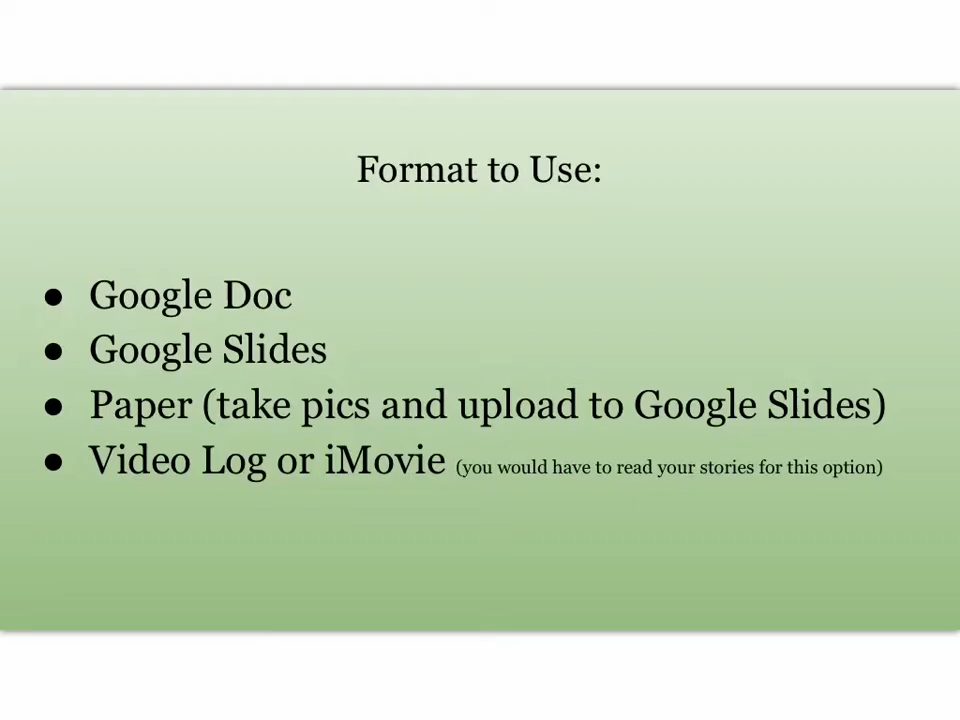 Format to Use:
● Google Doc
● Google Slides
● Paper (take pics and upload to Google Slides)
● Video Log or iMovie (you would have to read your stories for this option)